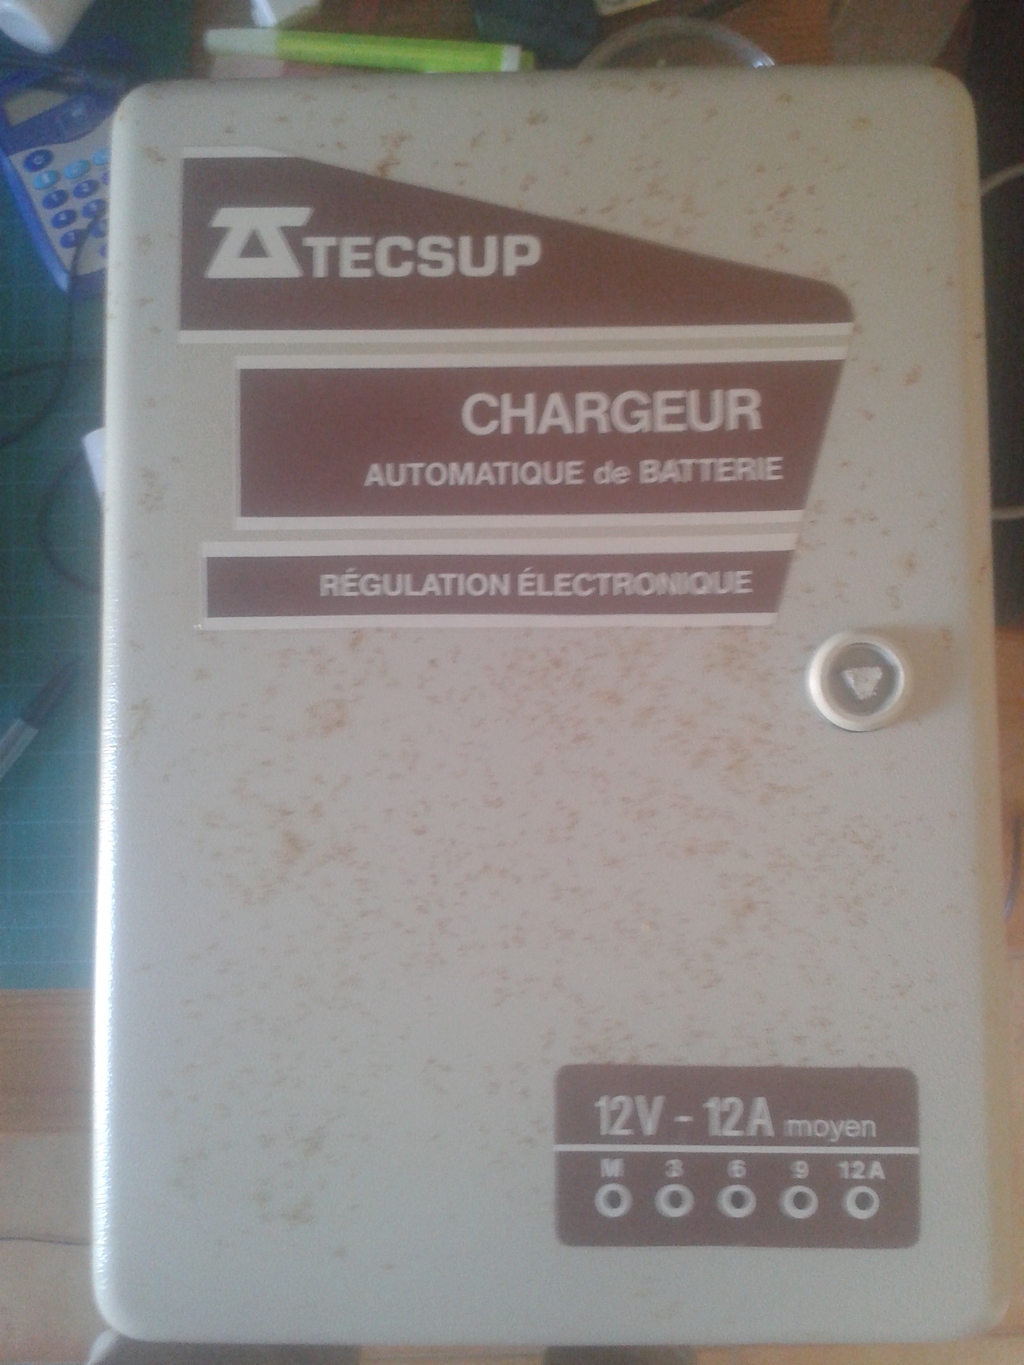 TECSUP
CHARGEUR
AUTOMATIQUE de BATTERIE
RÉGULATION ÉLECTRONIQUE
12V - 12A moyen
M 3 6 9 12A